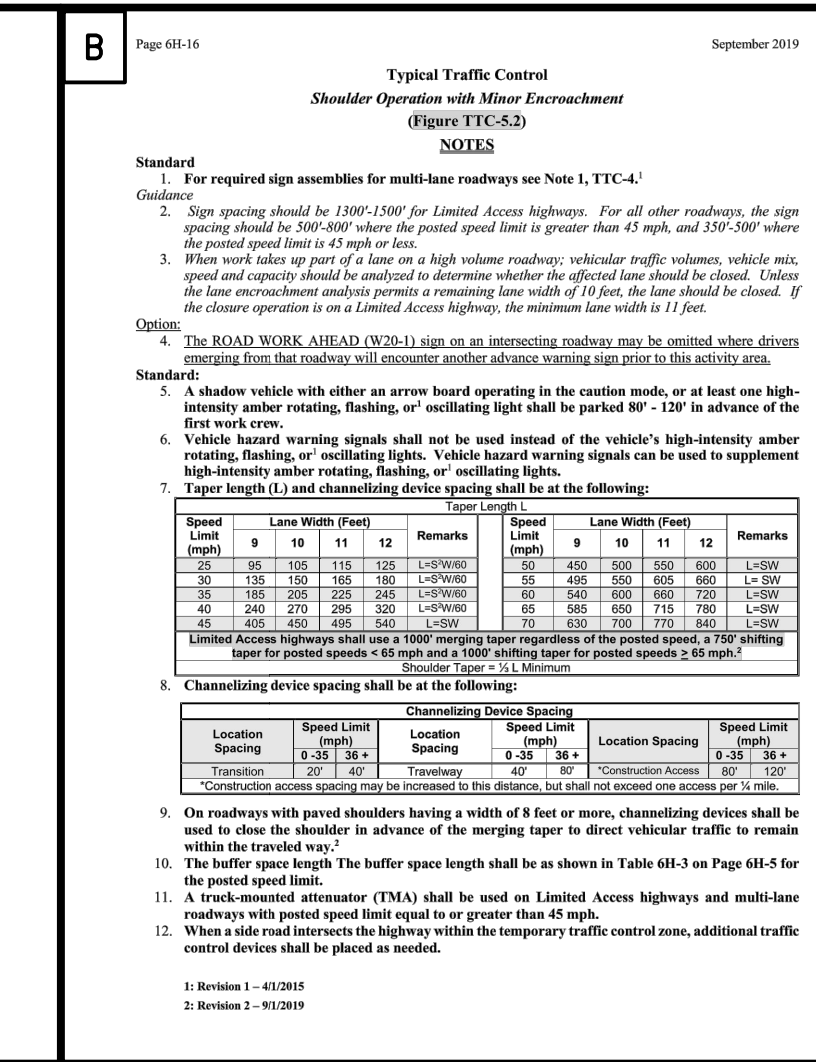 B
Page 6H-16 September 2019
Typical Traffic Control
Shoulder Operation with Minor Encroachment
(Figure TTC-5.2)
NOTES
Standard
1. For required sign assemblies for multi-lane roadways see Note 1, TTC-4.¹
Guidance
2. Sign spacing should be 1300'-1500' for Limited Access highways. For all other roadways, the sign
spacing should be 500'-800' where the posted speed limit is greater than 45 mph, and 350'-500' where
the posted speed limit is 45 mph or less.
3. When work takes up part of a lane on a high volume roadway; vehicular traffic volumes, vehicle mix,
speed and capacity should be analyzed to determine whether the affected lane should be closed. Unless
the lane encroachment analysis permits a remaining lane width of 10 feet, the lane should be closed. If
the closure operation is on a Limited Access highway, the minimum lane width is 11 feet.
Option:
4. The ROAD WORK AHEAD (W20-1) sign on an intersecting roadway may be omitted where drivers
emerging from that roadway will encounter another advance warning sign prior to this activity area.
Standard:
5. A shadow vehicle with either an arrow board operating in the caution mode, or at least one high-
intensity amber rotating, flashing, or¹ oscillating light shall be parked 80' - 120' in advance of the
first work crew.
6. Vehicle hazard warning signals shall not be used instead of the vehicle's high-intensity amber
rotating, flashing, or¹ oscillating lights. Vehicle hazard warning signals can be used to supplement
high-intensity amber rotating, flashing, or¹ oscillating lights.
7. Taper length (L) and channelizing device spacing shall be at the following:
Taper Length L
Speed Limit (mph) Lane Width (Feet) Remarks Speed Limit (mph) Lane Width (Feet) Remarks
9 10 11 12 9 10 11 12
25 95 105 115 125 L=S²W/60 50 450 500 550 600 L=SW
30 135 150 165 180 L=S²W/60 55 495 550 605 660 L= SW
35 185 205 225 245 L=S²W/60 60 540 600 660 720 L=SW
40 240 270 295 320 L=S²W/60 65 585 650 715 780 L=SW
45 405 450 495 540 L=SW 70 630 700 770 840 L=SW
Limited Access highways shall use a 1000' merging taper regardless of the posted speed, a 750' shifting
taper for posted speeds < 65 mph and a 1000' shifting taper for posted speeds ≥ 65 mph.²
Shoulder Taper = ⅓ L Minimum
8. Channelizing device spacing shall be at the following:
Channelizing Device Spacing
Location Spacing Speed Limit (mph) Location Spacing Speed Limit (mph) Location Spacing Speed Limit (mph)
0 -35 36 + 0 -35 36 + 0 -35 36 +
Transition 20' 40' Travelway 40' 80' *Construction Access 80' 120'
*Construction access spacing may be increased to this distance, but shall not exceed one access per ¼ mile.
9. On roadways with paved shoulders having a width of 8 feet or more, channelizing devices shall be
used to close the shoulder in advance of the merging taper to direct vehicular traffic to remain
within the traveled way.²
10. The buffer space length The buffer space length shall be as shown in Table 6H-3 on Page 6H-5 for
the posted speed limit.
11. A truck-mounted attenuator (TMA) shall be used on Limited Access highways and multi-lane
roadways with posted speed limit equal to or greater than 45 mph.
12. When a side road intersects the highway within the temporary traffic control zone, additional traffic
control devices shall be placed as needed.
1: Revision 1 – 4/1/2015
2: Revision 2 – 9/1/2019